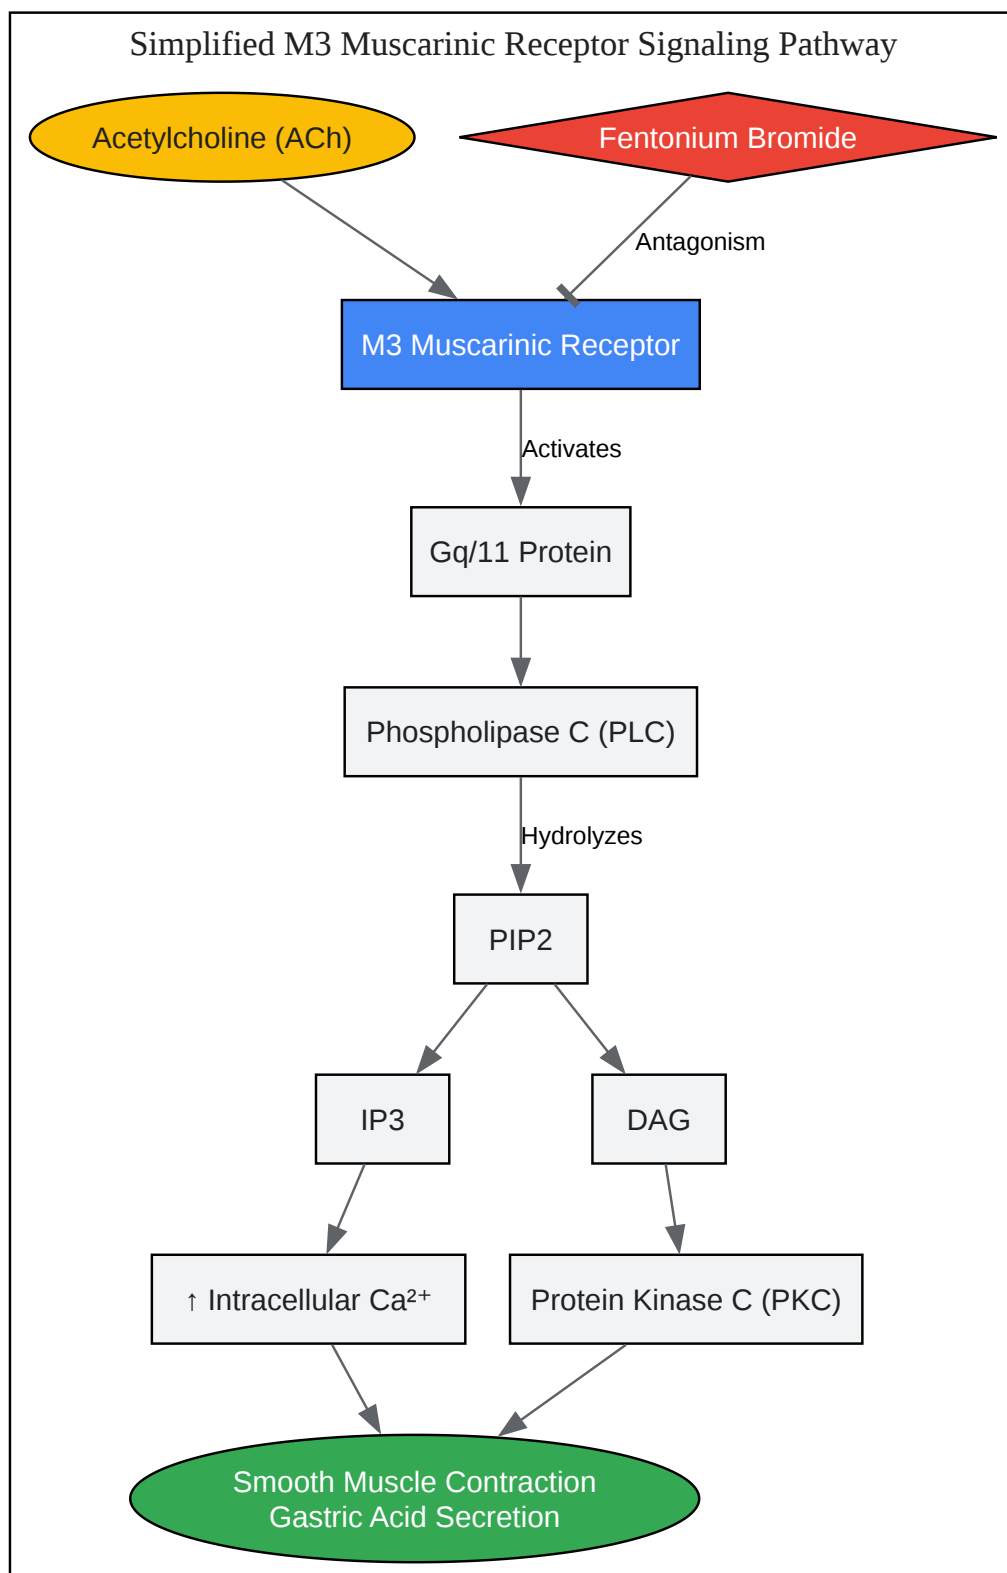 Simplified M3 Muscarinic Receptor Signaling Pathway
Acetylcholine (ACh)
Fentonium Bromide
Antagonism
M3 Muscarinic Receptor
Activates
Gq/11 Protein
Phospholipase C (PLC)
Hydrolyzes
PIP2
IP3
DAG
↑ Intracellular Ca²⁺
Protein Kinase C (PKC)
Smooth Muscle Contraction
Gastric Acid Secretion